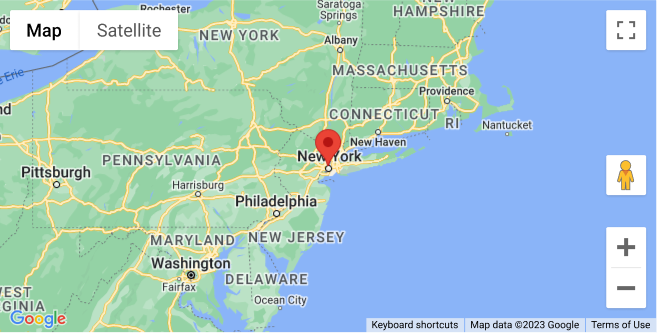 Rochester
Saratoga
Springs
NEW
HAMPSHIRE
Map
Satellite
NEW YORK
Albany
Erie
MASSACHUSETTS
Providence
CONNECTICUT
RI
Nantucket
New Haven
New York
PENNSYLVANIA
Pittsburgh
Harrisburg
Philadelphia
MARYLAND
NEW JERSEY
Washington
DELAWARE
Fairfax
Ocean City
Google
Keyboard shortcuts
Map data ©2023 Google
Terms of Use